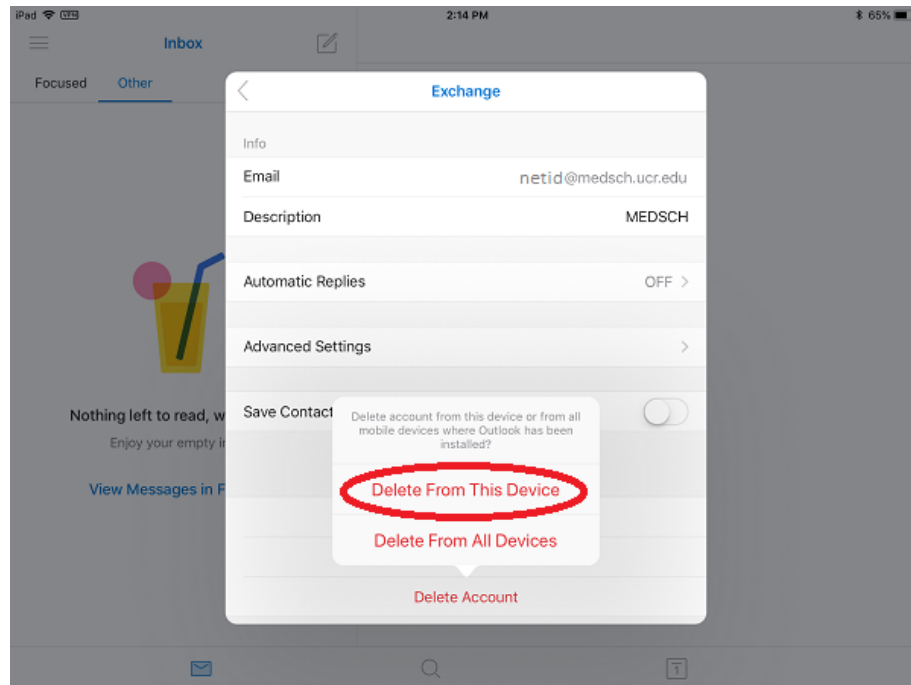 iPad VPN 2:14 PM 65%
Inbox
Focused Other
Exchange
Info
Email netid@medsch.ucr.edu
Description MEDSCH
Automatic Replies OFF
Advanced Settings
Save Contact
Nothing left to read, w
Enjoy your empty in
View Messages in F
Delete account from this device or from all
mobile devices where Outlook has been
installed?
Delete From This Device
Delete From All Devices
Delete Account
1